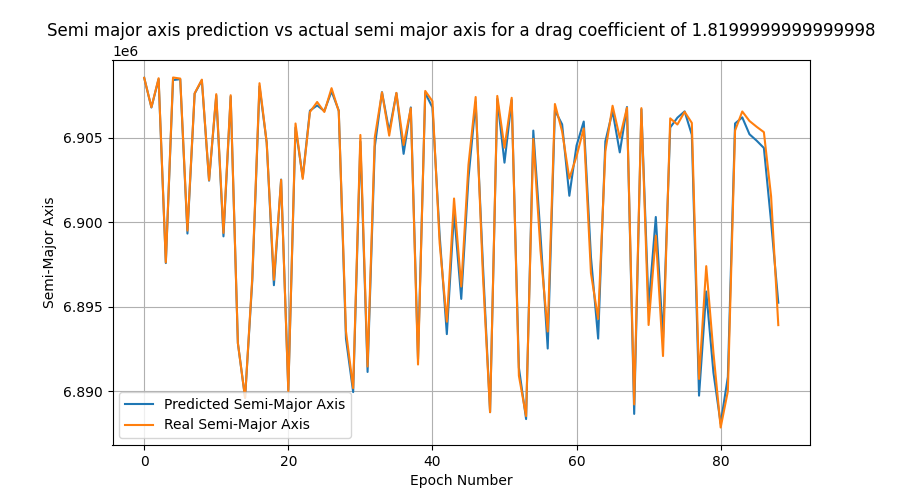 Semi major axis prediction vs actual semi major axis for a drag coefficient of 1.8199999999999998
1e6
6.905
6.900
6.895
6.890
Semi-Major Axis
Predicted Semi-Major Axis
Real Semi-Major Axis
0 20 40 60 80
Epoch Number